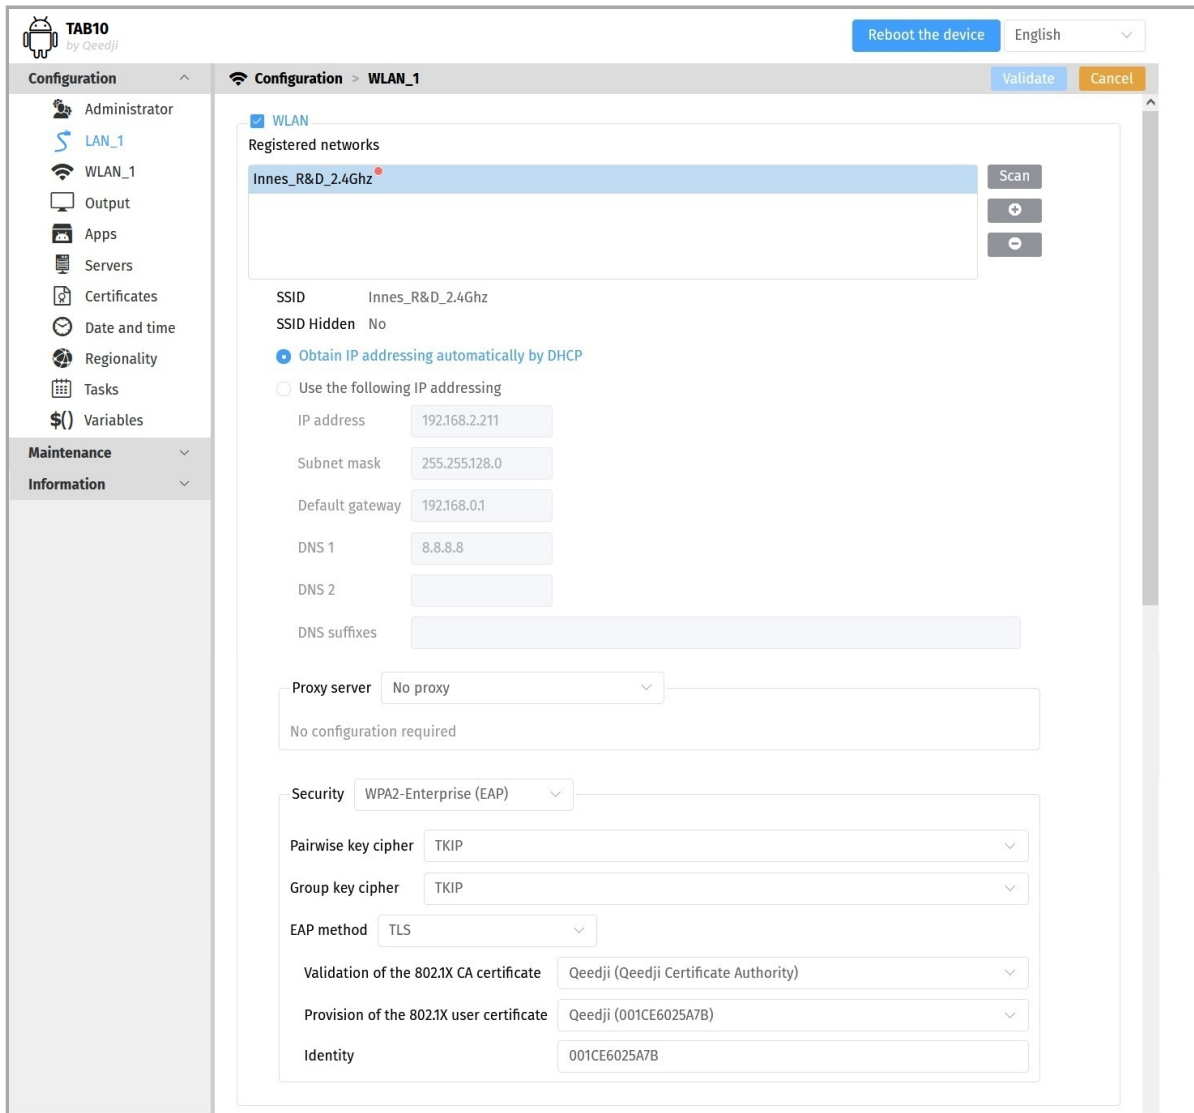 TAB10
by Qeedji
Reboot the device
English
Configuration
Administrator
LAN_1
WLAN_1
Output
Apps
Servers
Certificates
Date and time
Regionality
Tasks
$() Variables
Maintenance
Information
Configuration > WLAN_1
Validate
Cancel
WLAN
Registered networks
Innes_R&D_2.4Ghz
Scan
SSID Innes_R&D_2.4Ghz
SSID Hidden No
Obtain IP addressing automatically by DHCP
Use the following IP addressing
IP address 192.168.2.211
Subnet mask 255.255.128.0
Default gateway 192.168.0.1
DNS 1 8.8.8.8
DNS 2
DNS suffixes
Proxy server No proxy
No configuration required
Security WPA2-Enterprise (EAP)
Pairwise key cipher TKIP
Group key cipher TKIP
EAP method TLS
Validation of the 802.1X CA certificate Qeedji (Qeedji Certificate Authority)
Provision of the 802.1X user certificate Qeedji (001CE6025A7B)
Identity 001CE6025A7B